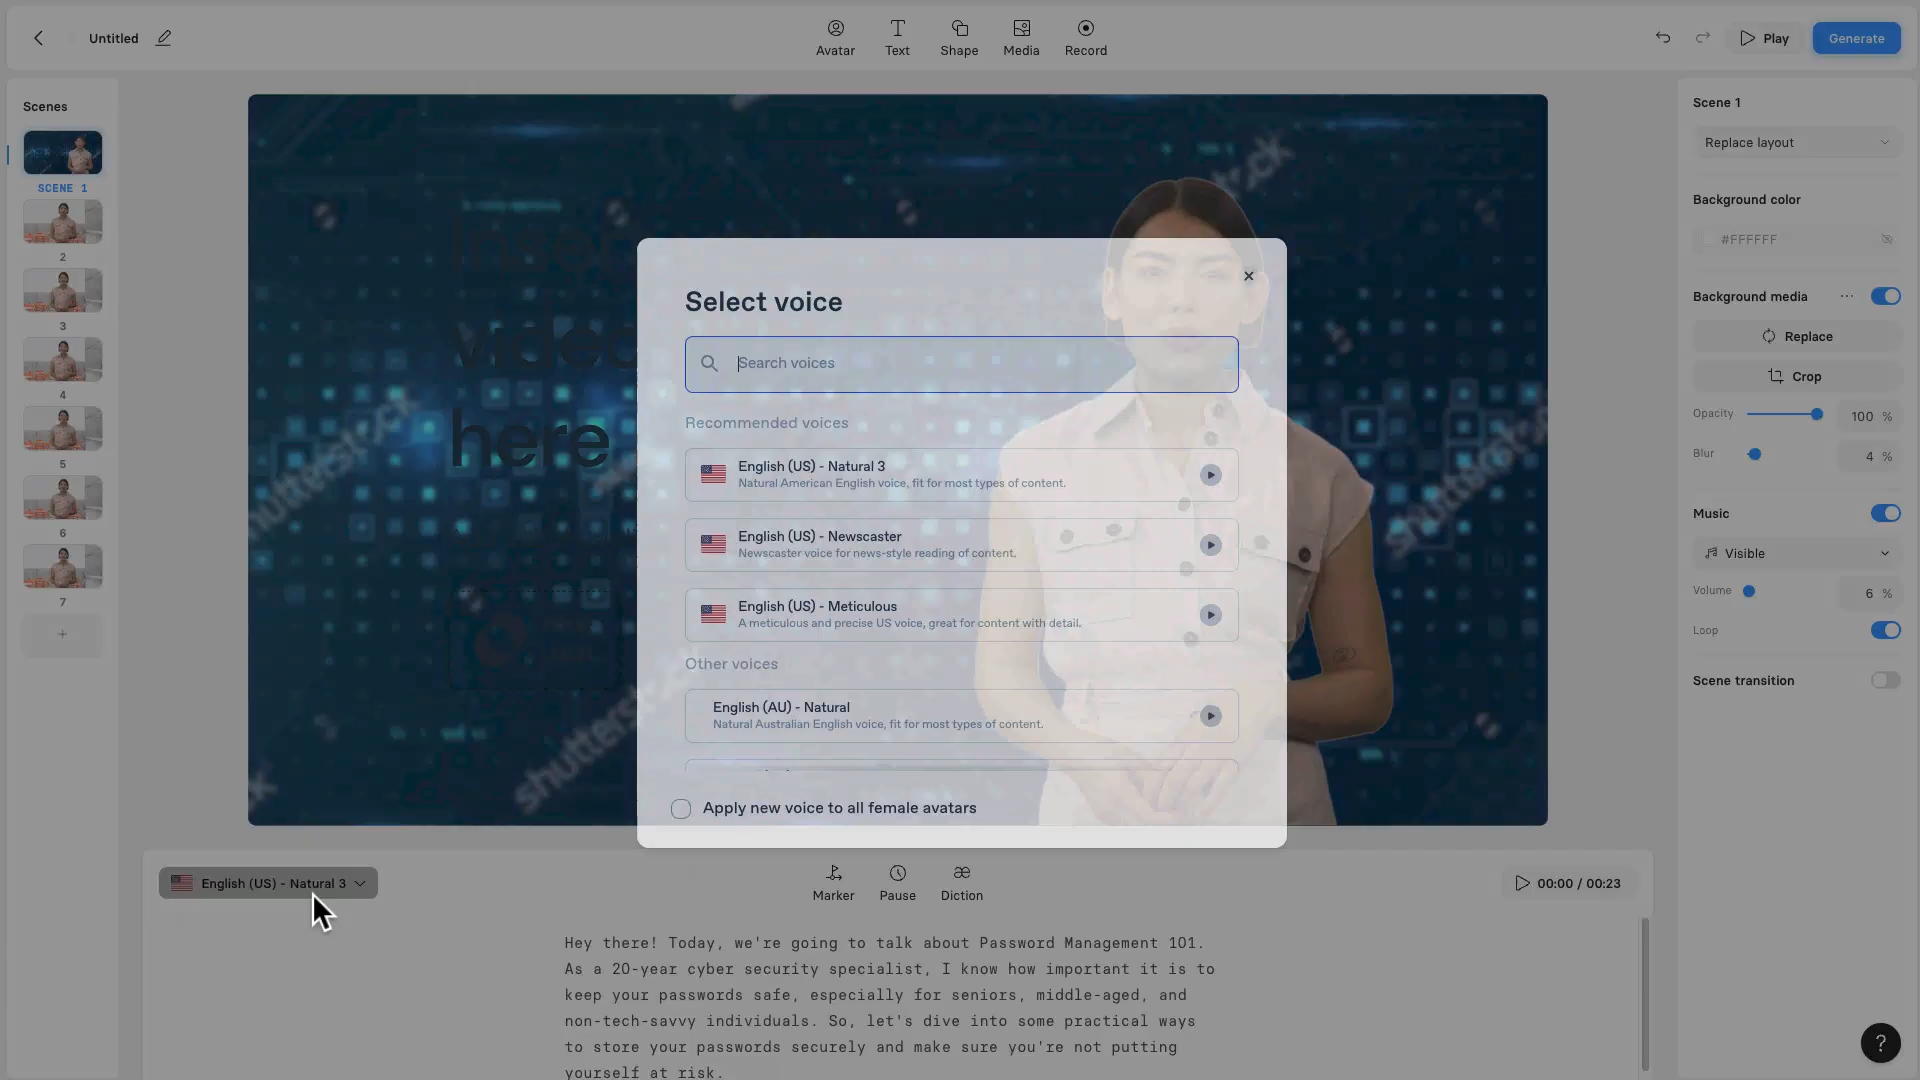 Untitled
Avatar
Text
Shape
Media
Record
Play
Generate
Scenes
SCENE 1
2
3
4
5
6
7
+
video
here
shutterstock
shutterstock
shutterstock
Select voice
Search voices
Recommended voices
English (US) - Natural 3
Natural American English voice, fit for most types of content.
English (US) - Newscaster
Newscaster voice for news-style reading of content.
English (US) - Meticulous
A meticulous and precise US voice, great for content with detail.
Other voices
English (AU) - Natural
Natural Australian English voice, fit for most types of content.
Apply new voice to all female avatars
Scene 1
Replace layout
Background color
#FFFFFF
Background media
Replace
Crop
Opacity
100 %
Blur
4 %
Music
Visible
Volume
6 %
Loop
Scene transition
English (US) - Natural 3
Marker
Pause
æ
Diction
00:00 / 00:23
Hey there! Today, we're going to talk about Password Management 101.
As a 20-year cyber security specialist, I know how important it is to
keep your passwords safe, especially for seniors, middle-aged, and
non-tech-savvy individuals. So, let's dive into some practical ways
to store your passwords securely and make sure you're not putting
yourself at risk.
?